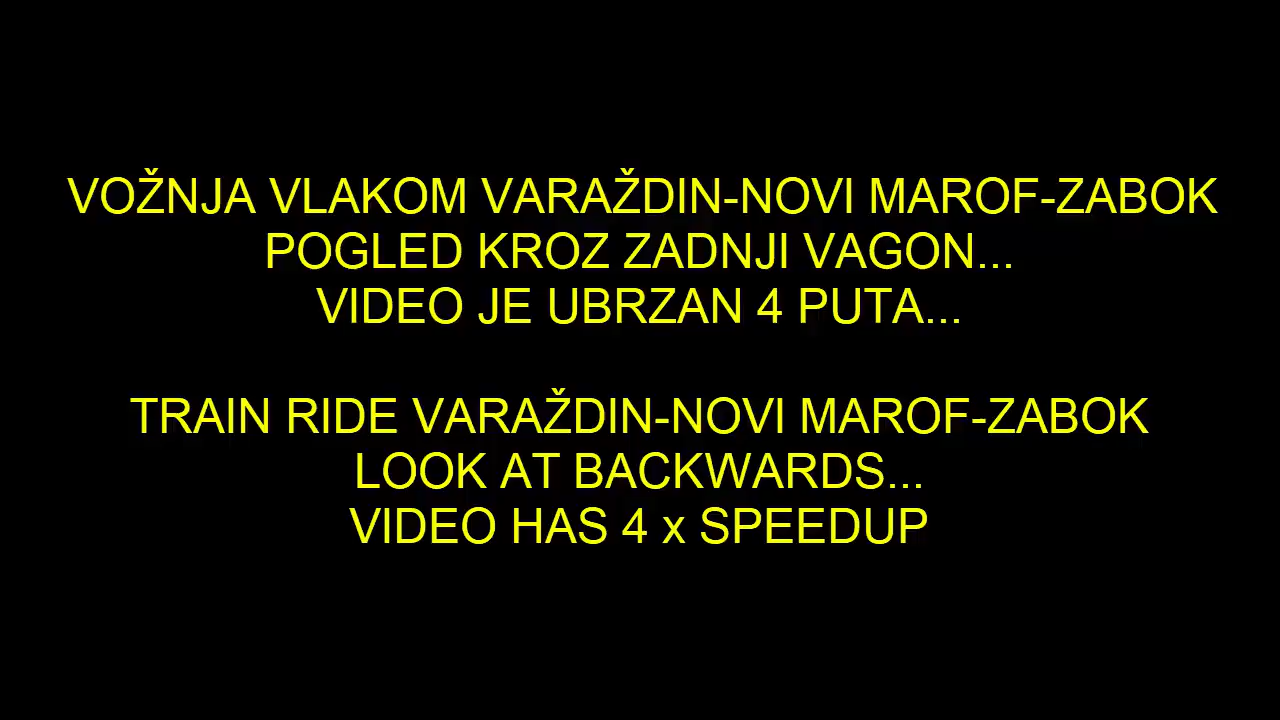 VOŽNJA VLAKOM VARAŽDIN-NOVI MAROF-ZABOK
POGLED KROZ ZADNJI VAGON...
VIDEO JE UBRZAN 4 PUTA...
TRAIN RIDE VARAŽDIN-NOVI MAROF-ZABOK
LOOK AT BACKWARDS...
VIDEO HAS 4 x SPEEDUP